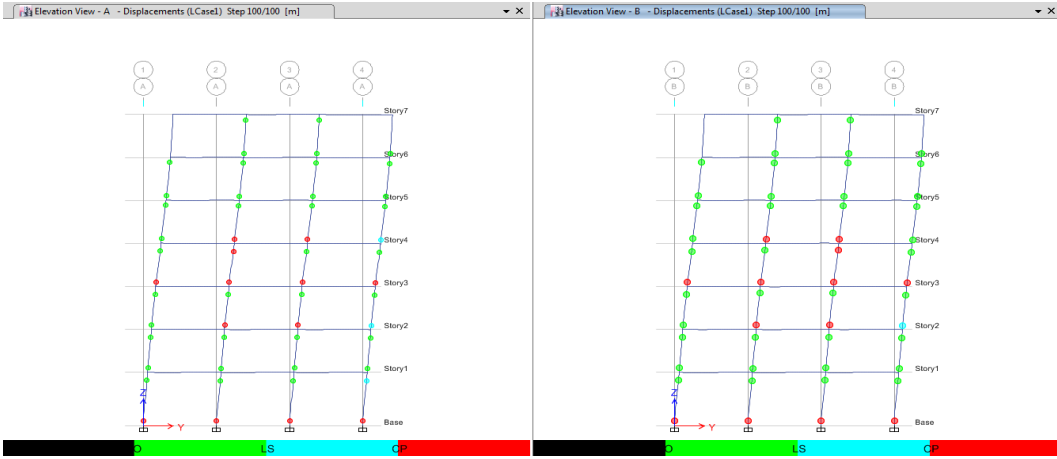 Elevation View - A - Displacements (LCase1) Step 100/100 [m]
1 2 3 4
A A A A
Story7
Story6
Story5
Story4
Story3
Story2
Story1
Z
Y
Base
IO LS CP
Elevation View - B - Displacements (LCase1) Step 100/100 [m]
1 2 3 4
B B B B
Story7
Story6
Story5
Story4
Story3
Story2
Story1
Z
Y
Base
IO LS CP